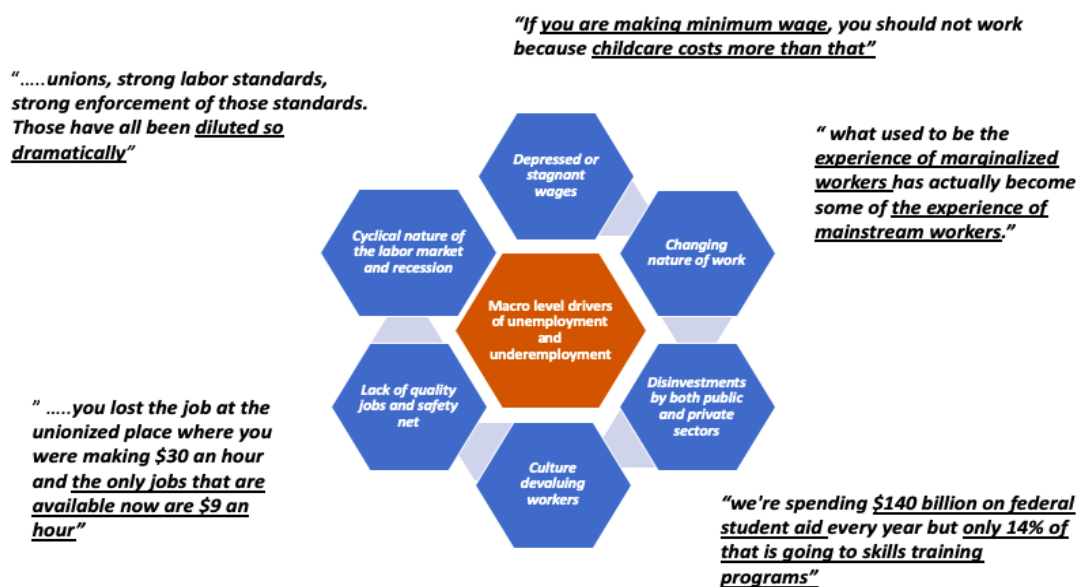 “If you are making minimum wage, you should not work
because childcare costs more than that”
“.....unions, strong labor standards,
strong enforcement of those standards.
Those have all been diluted so
dramatically”
“ what used to be the
experience of marginalized
workers has actually become
some of the experience of
mainstream workers.”
Depressed or
stagnant
wages
Cyclical nature of
the labor market
and recession
Changing
nature of work
Macro level drivers
of unemployment
and
underemployment
Lack of quality
jobs and safety
net
Disinvestments
by both public
and private
sectors
Culture
devaluing
workers
” .....you lost the job at the
unionized place where you
were making $30 an hour
and the only jobs that are
available now are $9 an
hour”
“we're spending $140 billion on federal
student aid every year but only 14% of
that is going to skills training
programs”